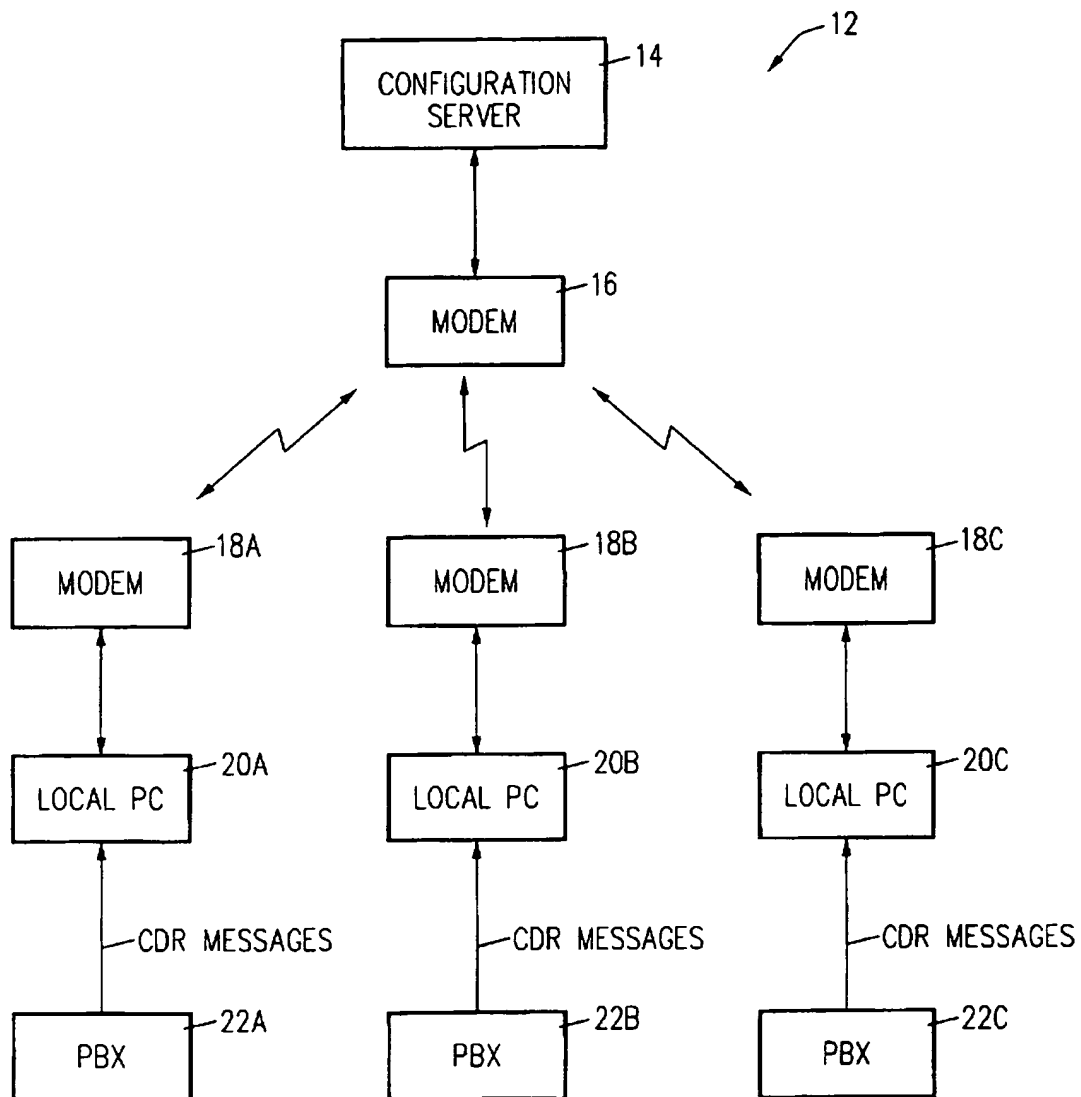 12
14
CONFIGURATION
SERVER
16
MODEM
18A
18B
18C
MODEM
MODEM
MODEM
20A
20B
20C
LOCAL PC
LOCAL PC
LOCAL PC
CDR MESSAGES
CDR MESSAGES
CDR MESSAGES
22A
22B
22C
PBX
PBX
PBX